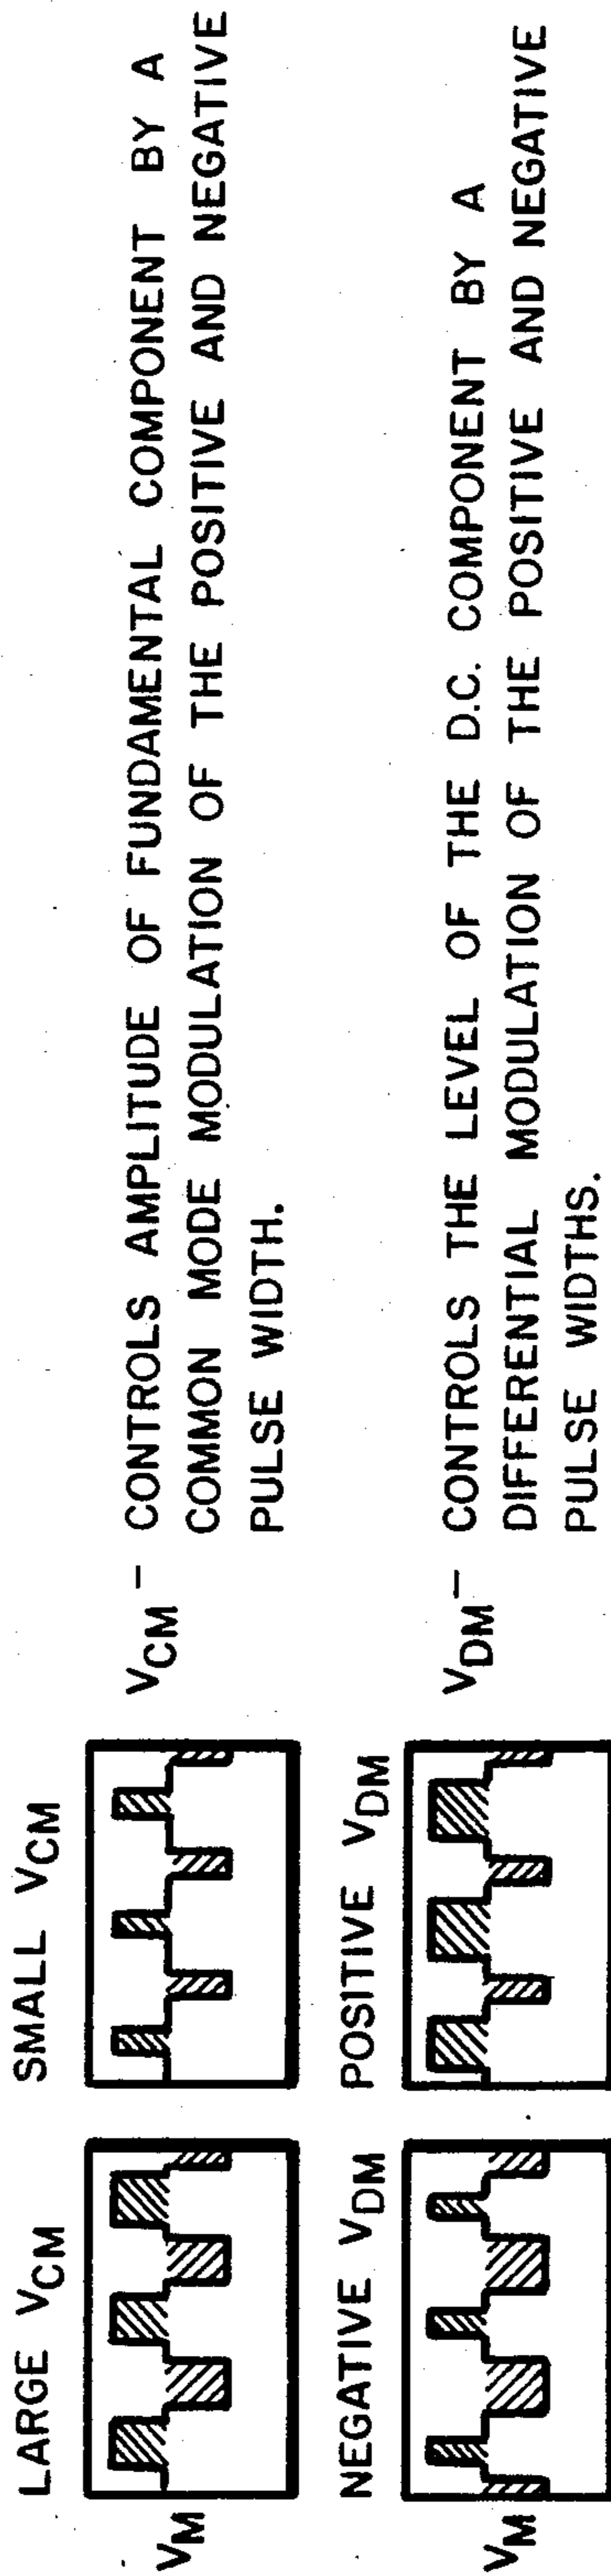 LARGE VCM
SMALL VCM
VM
VCM – CONTROLS AMPLITUDE OF FUNDAMENTAL COMPONENT BY A
COMMON MODE MODULATION OF THE POSITIVE AND NEGATIVE
PULSE WIDTH.
NEGATIVE VDM
POSITIVE VDM
VM
VDM – CONTROLS THE LEVEL OF THE D.C. COMPONENT BY A
DIFFERENTIAL MODULATION OF THE POSITIVE AND NEGATIVE
PULSE WIDTHS.